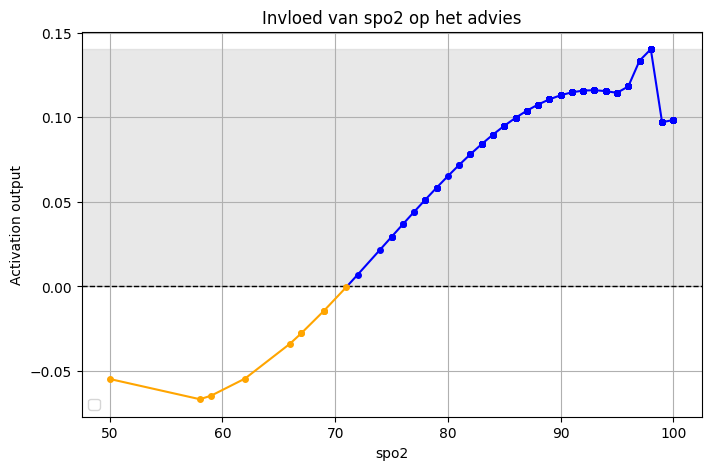 Invloed van spo2 op het advies
Activation output
0.15
0.10
0.05
0.00
−0.05
50 60 70 80 90 100
spo2